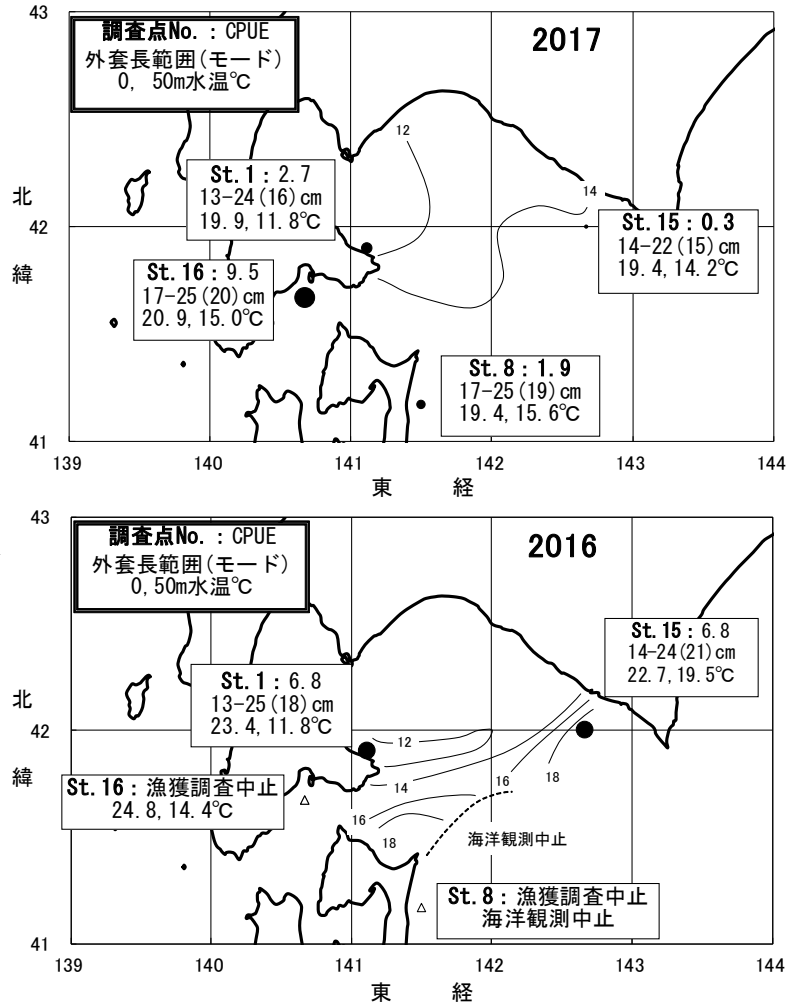 43
調査点No. : CPUE
外套長範囲(モード)
0, 50m水温℃
2017
12
14
St. 1 : 2.7
13-24(16)cm
19.9, 11.8℃
北
42
緯
St. 15 : 0.3
14-22(15)cm
19.4, 14.2℃
St. 16 : 9.5
17-25(20)cm
20.9, 15.0℃
St. 8 : 1.9
17-25(19)cm
19.4, 15.6℃
41
139 140 141 142 143 144
東 経
43
調査点No. : CPUE
外套長範囲(モード)
0, 50m水温℃
2016
St. 15 : 6.8
14-24(21)cm
22.7, 19.5℃
St. 1 : 6.8
13-25(18)cm
23.4, 11.8℃
北
42
緯
12
14
16
18
St. 16 : 漁獲調査中止
24.8, 14.4℃
16
18
海洋観測中止
St. 8 : 漁獲調査中止
海洋観測中止
41
139 140 141 142 143 144
東 経